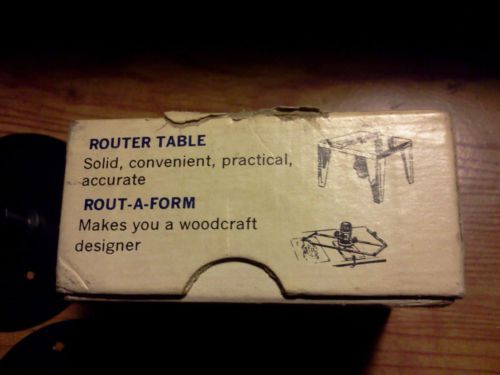 ROUTER TABLE
Solid, convenient, practical,
accurate
ROUT-A-FORM
Makes you a woodcraft
designer